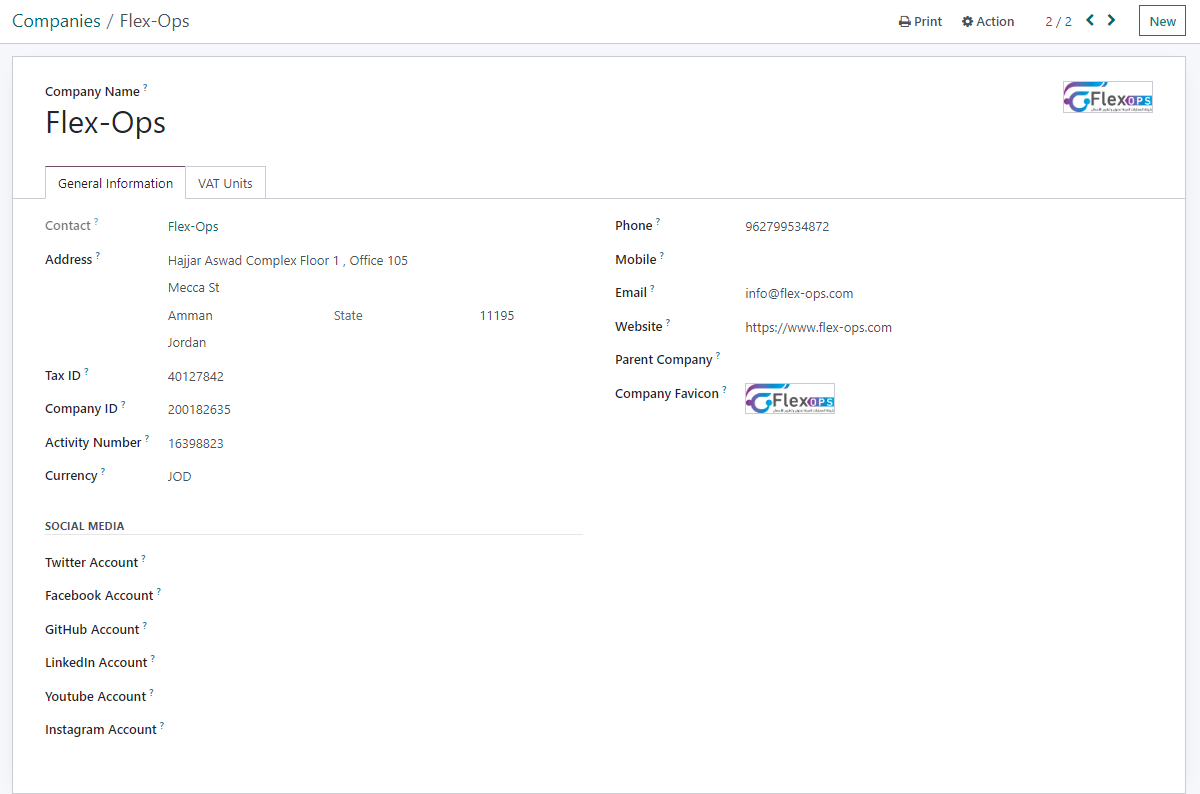 Companies / Flex-Ops
Print Action 2 / 2 New
Company Name ?
Flex-Ops
FlexOPS
General Information
VAT Units
Contact ? Flex-Ops
Address ? Hajjar Aswad Complex Floor 1 , Office 105
Mecca St
Amman State 11195
Jordan
Tax ID ? 40127842
Company ID ? 200182635
Activity Number ? 16398823
Currency ? JOD
Phone ? 962799534872
Mobile ?
Email ? info@flex-ops.com
Website ? https://www.flex-ops.com
Parent Company ?
Company Favicon ? FlexOPS
SOCIAL MEDIA
Twitter Account ?
Facebook Account ?
GitHub Account ?
LinkedIn Account ?
Youtube Account ?
Instagram Account ?